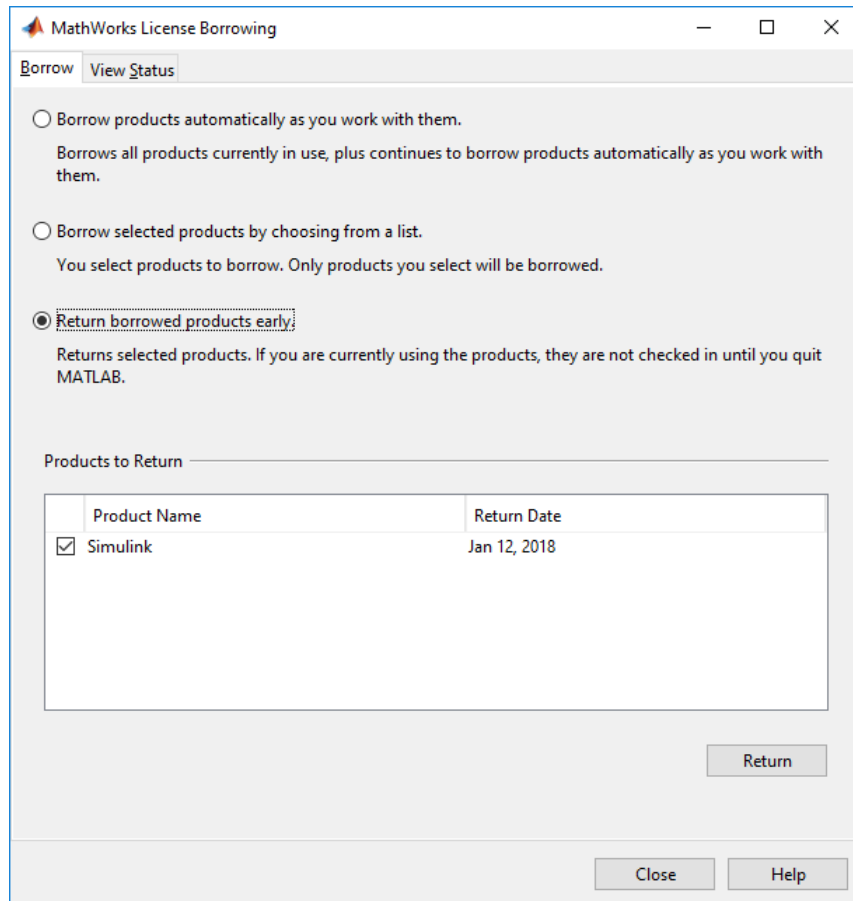 MathWorks License Borrowing
Borrow View Status
Borrow products automatically as you work with them.
Borrows all products currently in use, plus continues to borrow products automatically as you work with
them.
Borrow selected products by choosing from a list.
You select products to borrow. Only products you select will be borrowed.
Return borrowed products early.
Returns selected products. If you are currently using the products, they are not checked in until you quit
MATLAB.
Products to Return
Product Name Return Date
Simulink Jan 12, 2018
Return
Close Help